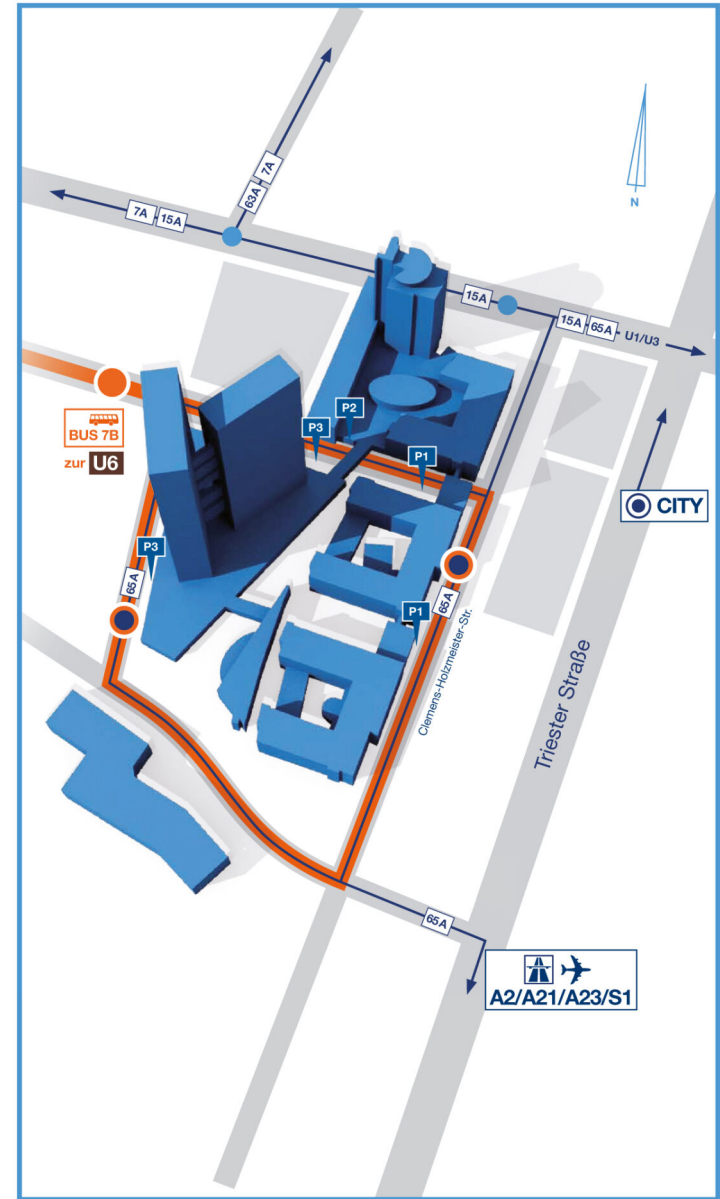 7A
63A
N
7A
15A
15A
15A
65A
U1/U3
P2
P3
BUS 7B
zur U6
P1
CITY
P3
65A
65A
P1
Clemens-Holzmeister-Str.
Triester Straße
65A
A2/A21/A23/S1